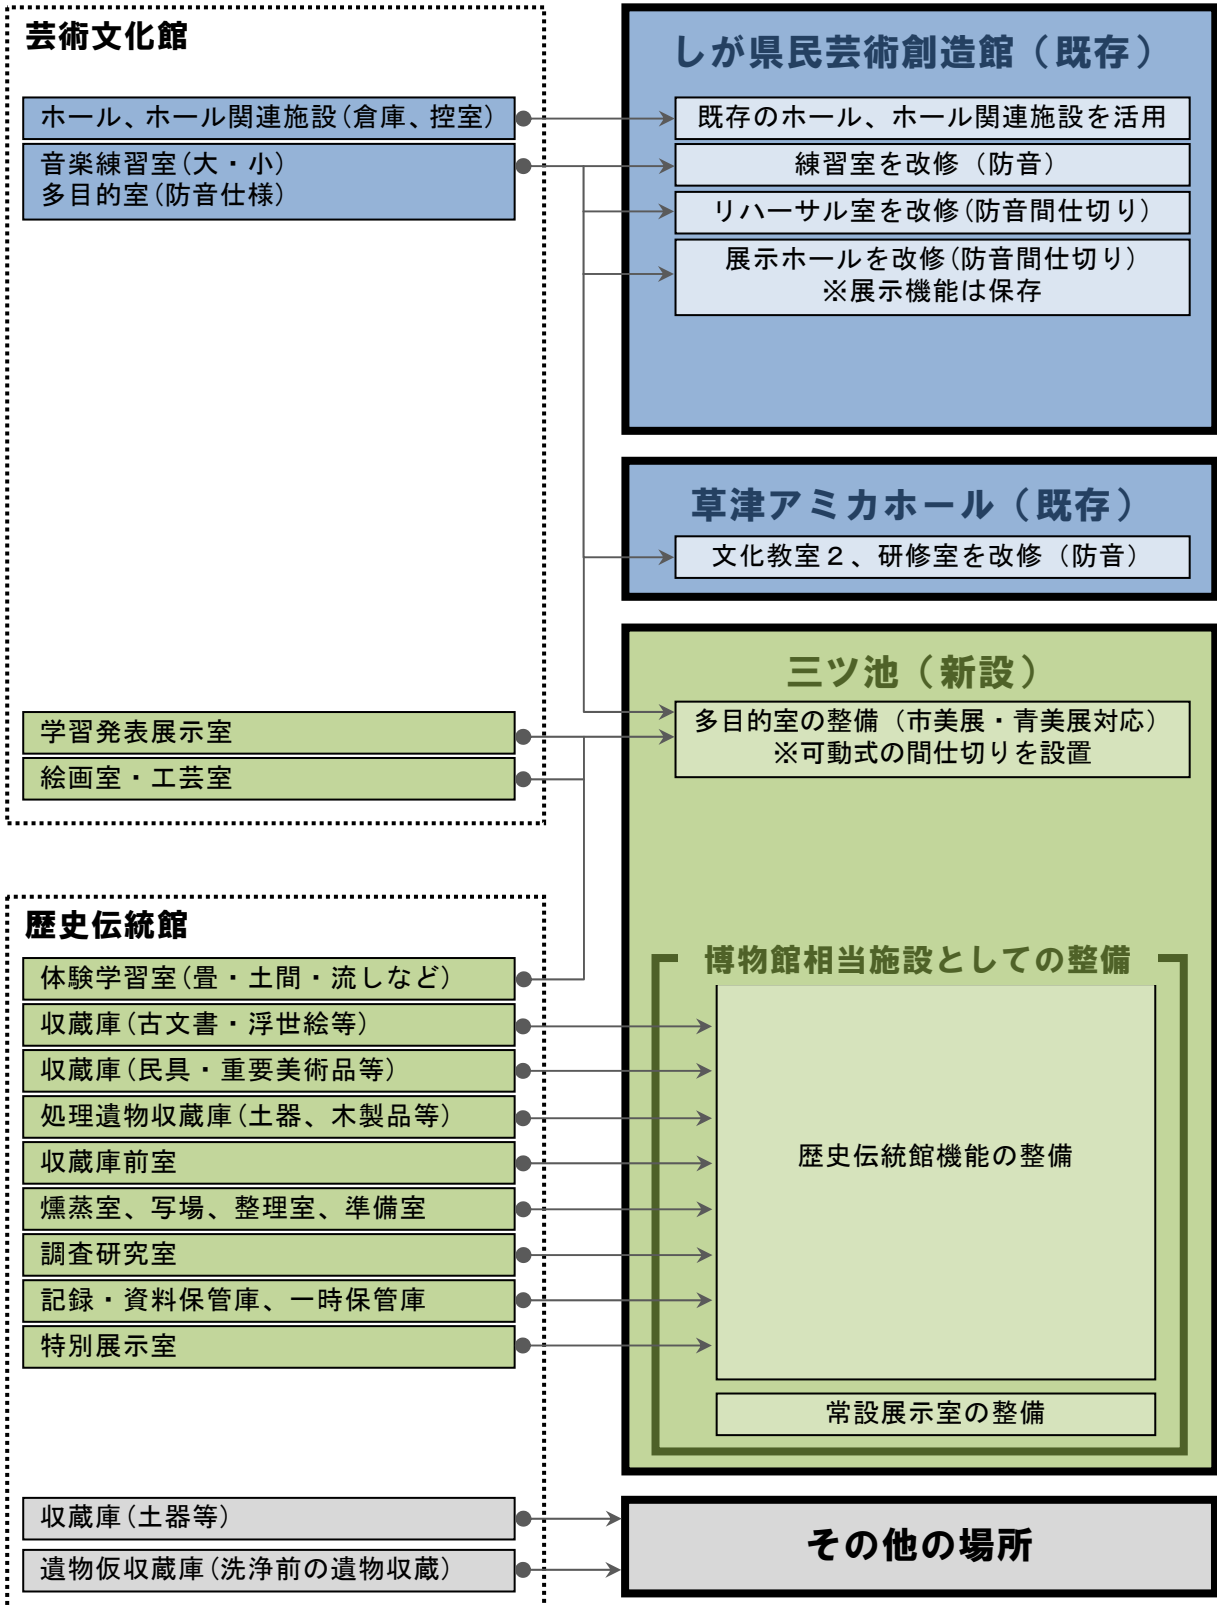 芸術文化館
ホール、ホール関連施設(倉庫、控室)
音楽練習室(大・小)
多目的室(防音仕様)
学習発表展示室
絵画室・工芸室
歴史伝統館
体験学習室(畳・土間・流しなど)
収蔵庫(古文書・浮世絵等)
収蔵庫(民具・重要美術品等)
処理遺物収蔵庫(土器、木製品等)
収蔵庫前室
燻蒸室、写場、整理室、準備室
調査研究室
記録・資料保管庫、一時保管庫
特別展示室
収蔵庫(土器等)
遺物仮収蔵庫(洗浄前の遺物収蔵)
しが県民芸術創造館(既存)
既存のホール、ホール関連施設を活用
練習室を改修(防音)
リハーサル室を改修(防音間仕切り)
展示ホールを改修(防音間仕切り)
※展示機能は保存
草津アミカホール(既存)
文化教室2、研修室を改修(防音)
三ツ池(新設)
多目的室の整備(市美展・青美展対応)
※可動式の間仕切りを設置
博物館相当施設としての整備
歴史伝統館機能の整備
常設展示室の整備
その他の場所